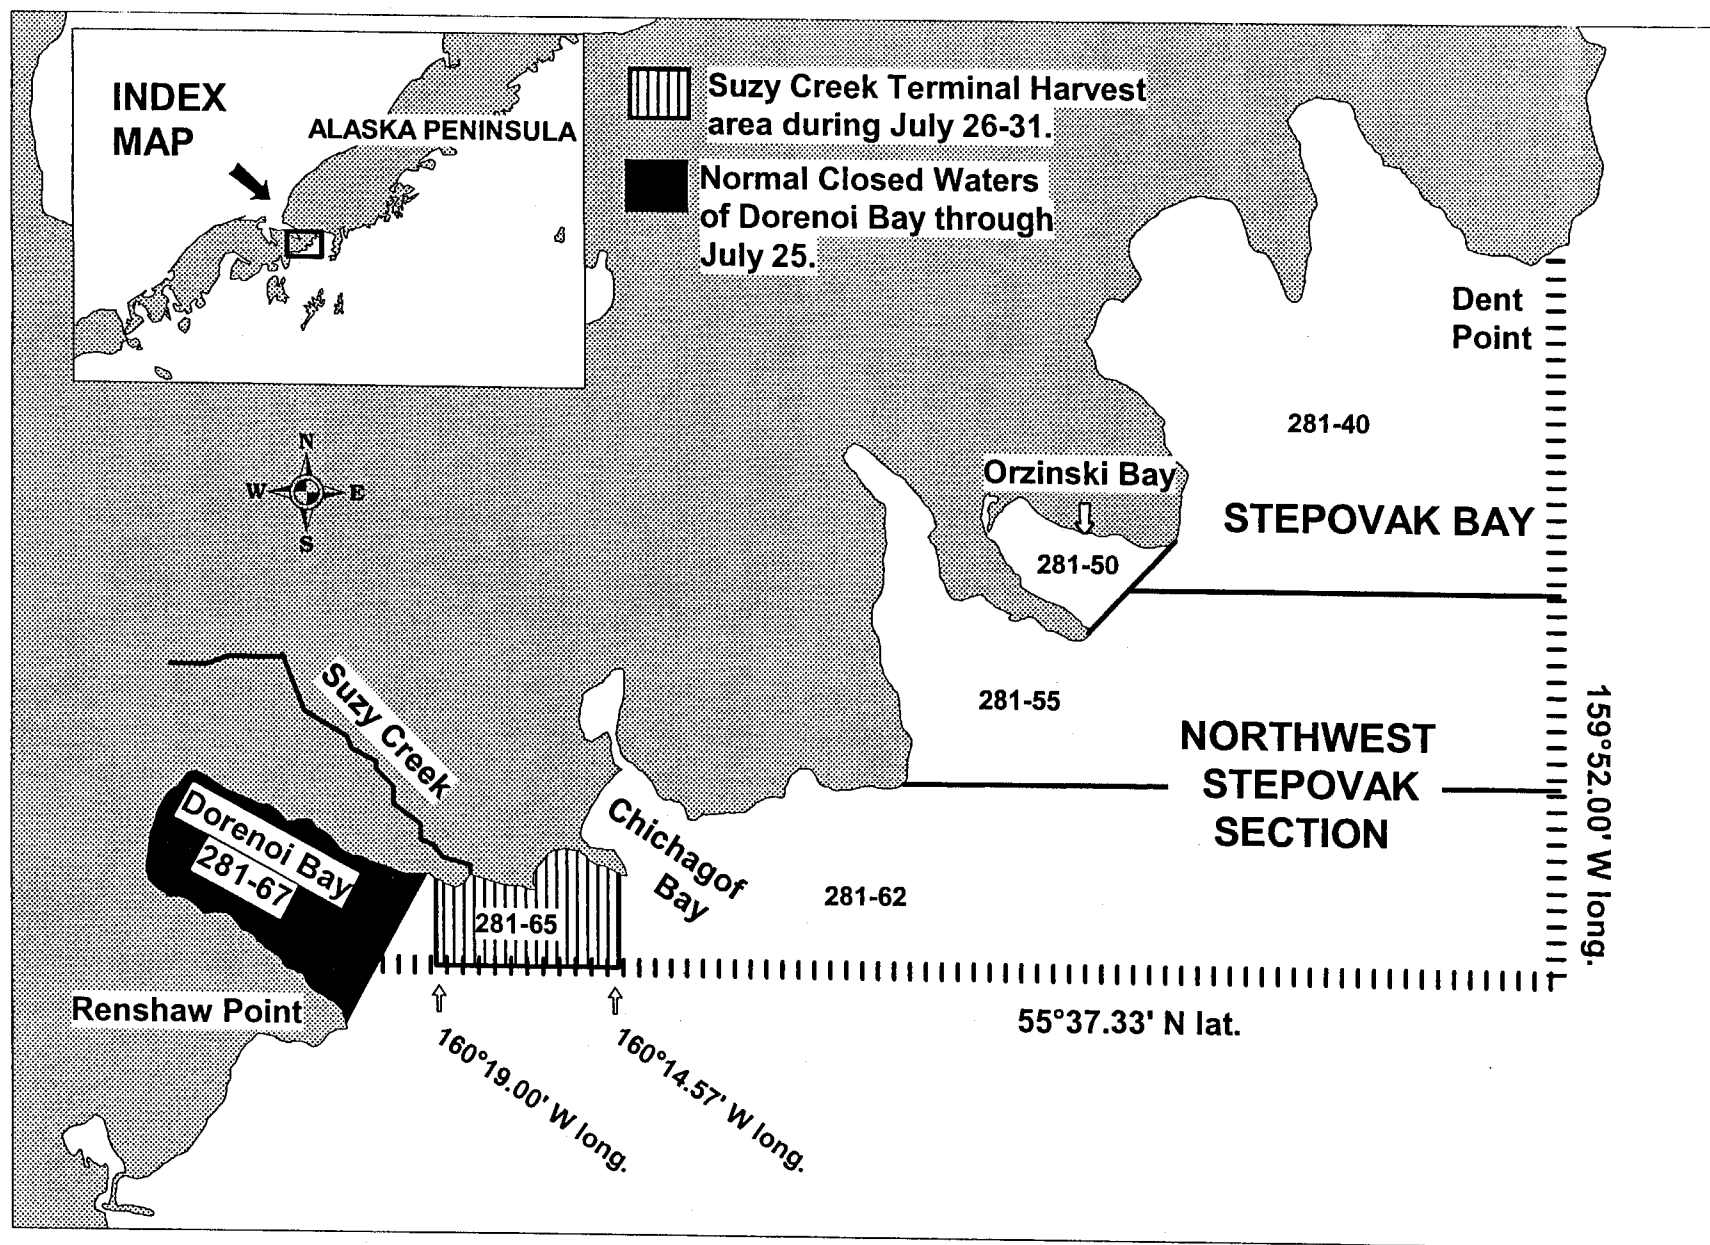 INDEX
MAP
ALASKA PENINSULA
Suzy Creek Terminal Harvest
area during July 26-31.
Normal Closed Waters
of Dorenoi Bay through
July 25.
Dent
Point
281-40
N
W E
S
Orzinski Bay
STEPOVAK BAY
281-50
Suzy Creek
281-55
159°52.00' W long.
NORTHWEST
STEPOVAK
SECTION
Dorenoi Bay
281-67
Chichagof
Bay
281-62
281-65
Renshaw Point
55°37.33' N lat.
160°19.00' W long.
160°14.57' W long.